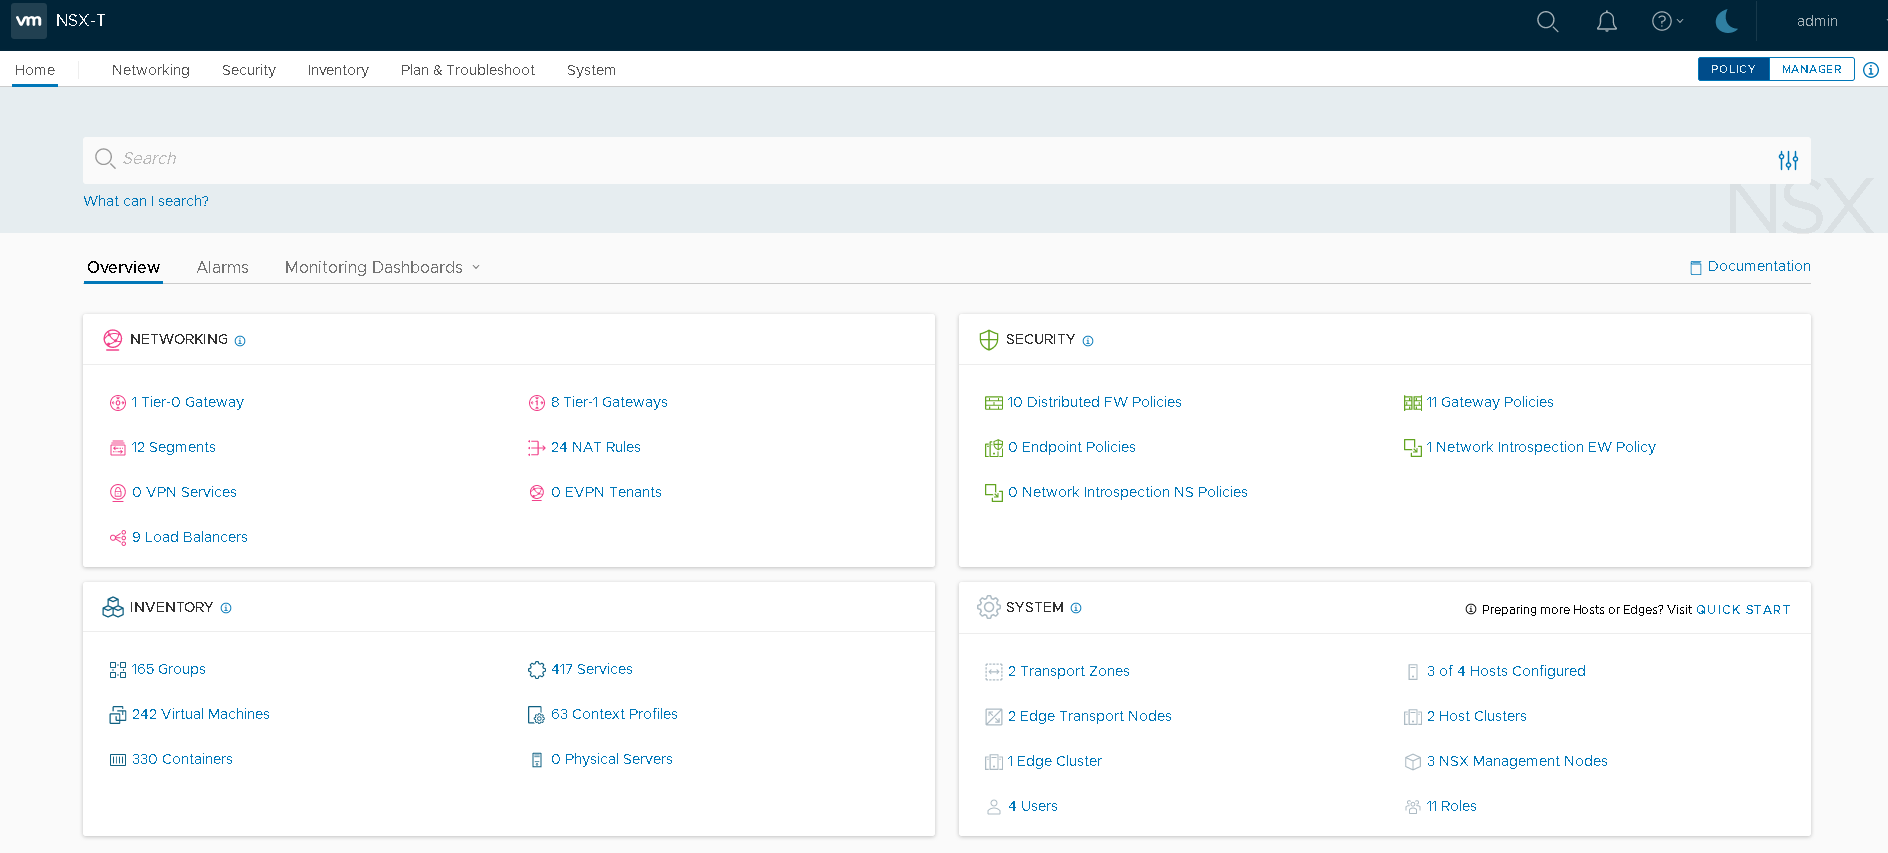 vm NSX-T
admin
Home Networking Security Inventory Plan & Troubleshoot System
POLICY MANAGER
Search
What can I search?
NSX
Overview Alarms Monitoring Dashboards
Documentation
NETWORKING
1 Tier-0 Gateway
8 Tier-1 Gateways
12 Segments
24 NAT Rules
0 VPN Services
0 EVPN Tenants
9 Load Balancers
SECURITY
10 Distributed FW Policies
11 Gateway Policies
0 Endpoint Policies
1 Network Introspection EW Policy
0 Network Introspection NS Policies
INVENTORY
165 Groups
417 Services
242 Virtual Machines
63 Context Profiles
330 Containers
0 Physical Servers
SYSTEM
Preparing more Hosts or Edges? Visit QUICK START
2 Transport Zones
3 of 4 Hosts Configured
2 Edge Transport Nodes
2 Host Clusters
1 Edge Cluster
3 NSX Management Nodes
4 Users
11 Roles